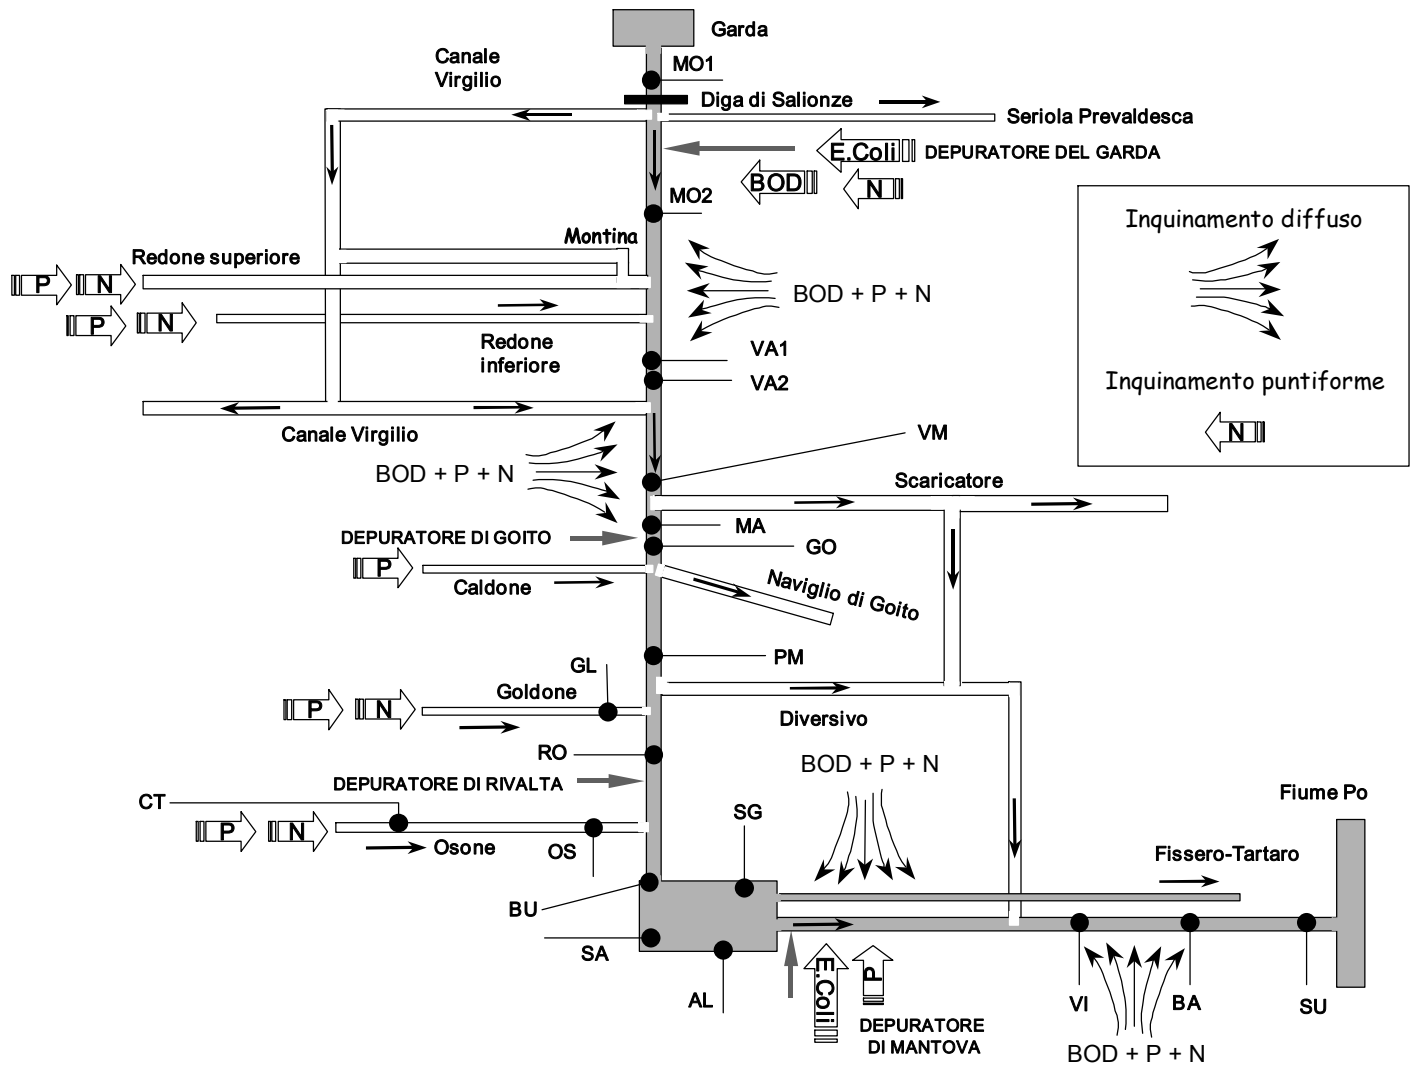 Garda
Canale
Virgilio
MO1
Diga di Salionze
Seriola Prevaldesca
E.Coli
DEPURATORE DEL GARDA
BOD
N
MO2
Inquinamento diffuso
Montina
Redone superiore
P
N
BOD + P + N
P
N
Redone
inferiore
VA1
VA2
Inquinamento puntiforme
N
Canale Virgilio
VM
BOD + P + N
Scaricatore
MA
DEPURATORE DI GOITO
GO
P
Caldone
Naviglio di Goito
PM
GL
Goldone
P
N
Diversivo
RO
BOD + P + N
DEPURATORE DI RIVALTA
Fiume Po
CT
SG
P
N
Osone
OS
Fissero-Tartaro
BU
SA
AL
E.Coli
P
VI
BA
SU
DEPURATORE
DI MANTOVA
BOD + P + N